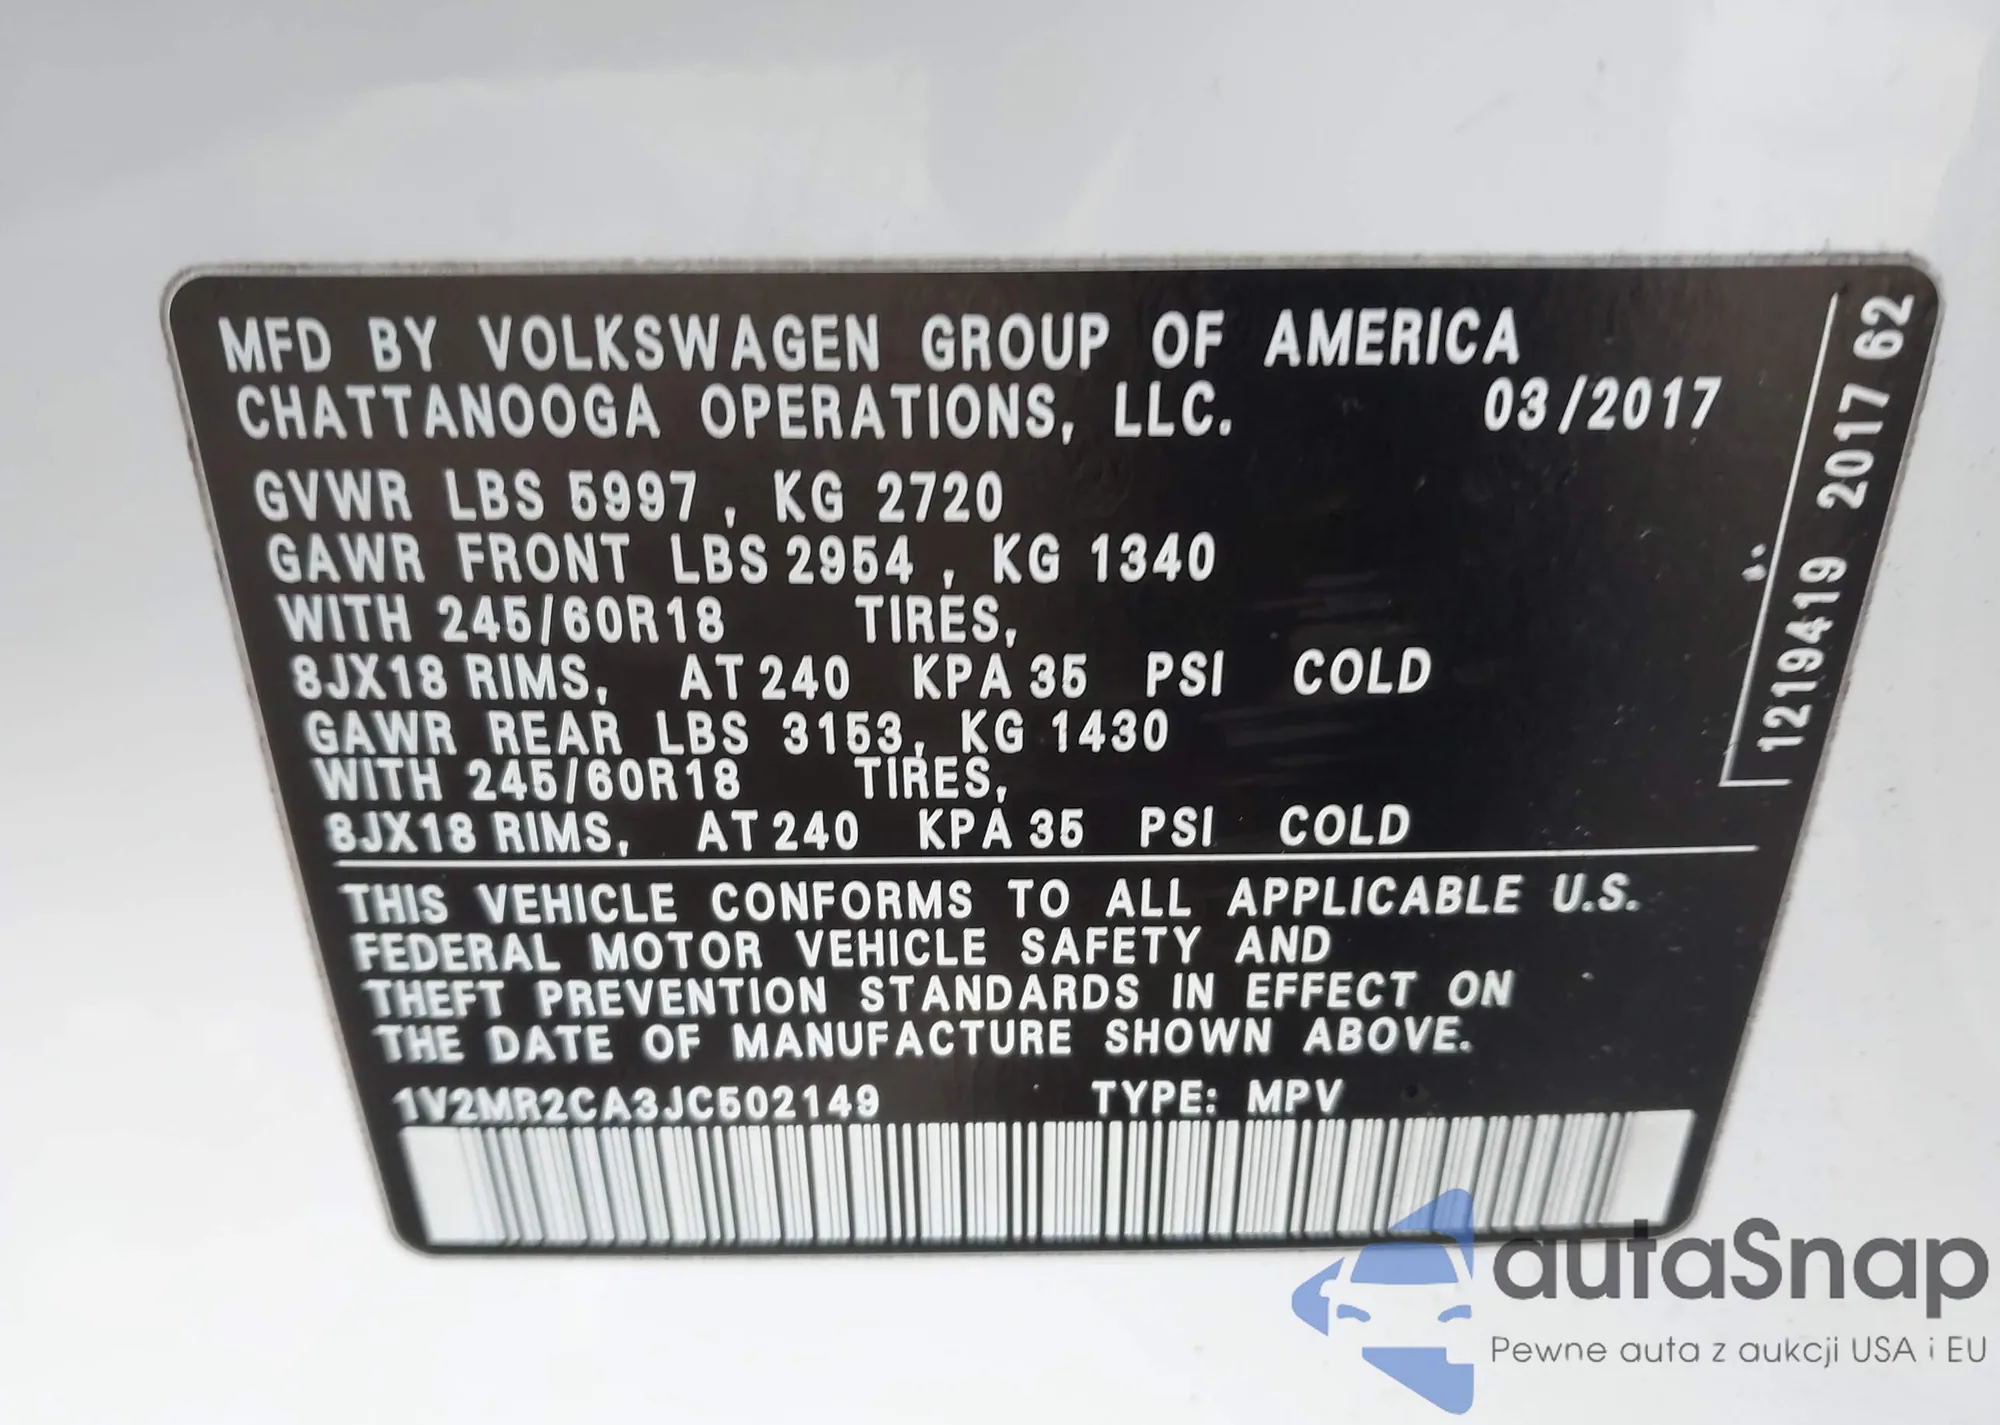 MFD BY VOLKSWAGEN GROUP OF AMERICA
CHATTANOOGA OPERATIONS, LLC. 03/2017
GVWR LBS 5997, KG 2720
GAWR FRONT LBS 2954, KG 1340
WITH 245/60R18 TIRES,
8JX18 RIMS, AT 240 KPA 35 PSI COLD
GAWR REAR LBS 3153, KG 1430
WITH 245/60R18 TIRES,
8JX18 RIMS, AT 240 KPA 35 PSI COLD
THIS VEHICLE CONFORMS TO ALL APPLICABLE U.S.
FEDERAL MOTOR VEHICLE SAFETY AND
THEFT PREVENTION STANDARDS IN EFFECT ON
THE DATE OF MANUFACTURE SHOWN ABOVE.
1V2MR2CA3JC502149 TYPE: MPV
1219419 2017 62
autaSnap
Pewne auta z aukcji USA i EU